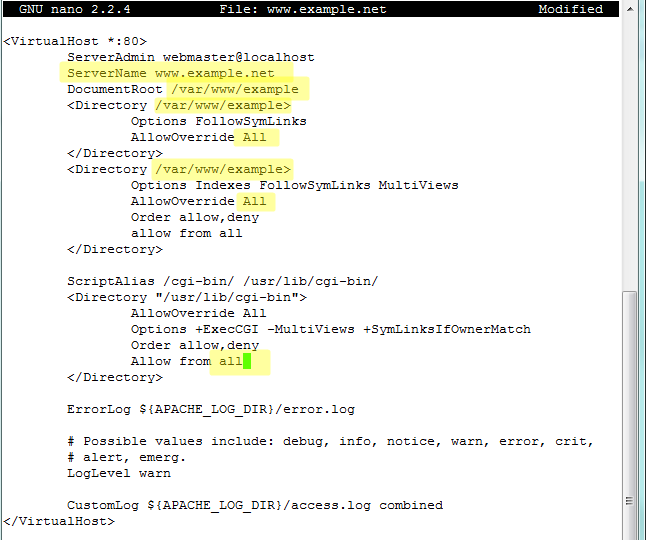 GNU nano 2.2.4 File: www.example.net Modified
<VirtualHost *:80>
ServerAdmin webmaster@localhost
ServerName www.example.net
DocumentRoot /var/www/example
<Directory /var/www/example>
Options FollowSymLinks
AllowOverride All
</Directory>
<Directory /var/www/example>
Options Indexes FollowSymLinks MultiViews
AllowOverride All
Order allow,deny
allow from all
</Directory>
ScriptAlias /cgi-bin/ /usr/lib/cgi-bin/
<Directory "/usr/lib/cgi-bin">
AllowOverride All
Options +ExecCGI -MultiViews +SymLinksIfOwnerMatch
Order allow,deny
Allow from all
</Directory>
ErrorLog ${APACHE_LOG_DIR}/error.log
# Possible values include: debug, info, notice, warn, error, crit,
# alert, emerg.
LogLevel warn
CustomLog ${APACHE_LOG_DIR}/access.log combined
</VirtualHost>